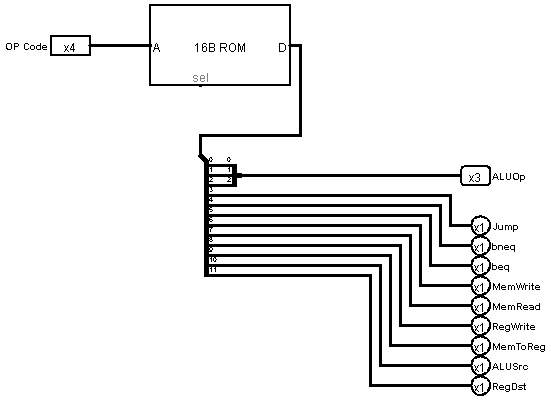 OP Code x4 A 16B ROM D
sel
0 0
1 1
2 2
3
4
5
6
7
8
9
10
11
x3 ALUOp
x1 Jump
x1 bneq
x1 beq
x1 MemWrite
x1 MemRead
x1 RegWrite
x1 MemToReg
x1 ALUSrc
x1 RegDst